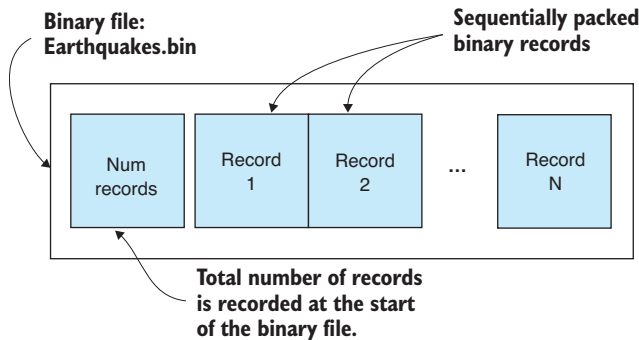 Binary file:
Earthquakes.bin
Sequentially packed
binary records
Num
records
Record
1
Record
2
...
Record
N
Total number of records
is recorded at the start
of the binary file.